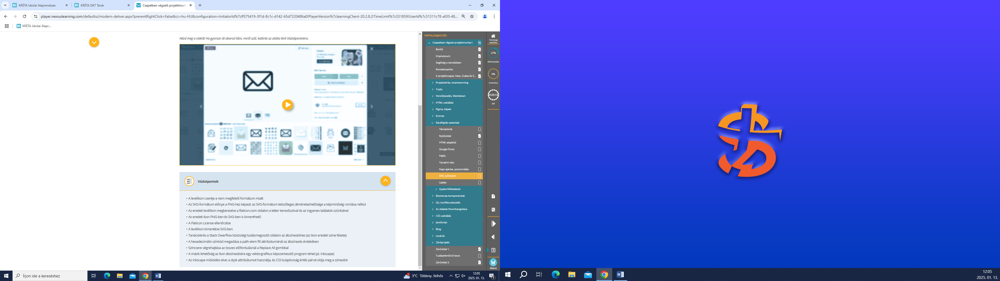 KRÉTA Iskolai Alaprendszer
KRÉTA DKT Tanár
Csapatban végzett projektmun
player.nexiuslearning.com/defaultui/modern-deliver.aspx?preventRightClick=False&cc=hu-HU&configuration=InitiatorId%7cff375419-3f1d-8c1c-d142-65d7220486a0!PlayerVersion%7clearningClient-20.2.8.2!TimeLimit%7c331859!UserId%7c31311c78-af20-48...
KRÉTA Iskolai Alapr...
Nézd meg a videót! Ha gyorsan át akarod látni, miről szól, kattints az alatta lévő Vázlatpontokra.
Vázlatpontok
• A levélikon cseréje a nem megfelelő formátum miatt
• Az SVG-formátum előnye a PNG-hez képest: az SVG-formátum tetszőleges átméretezhetősége a képminőség romlása nélkül
• Az eredeti levélikon megkeresése a flaticon.com oldalon a letter keresőszóval és az ingyenes találatok szűrésével
• Az eredeti ikon PNG-ben és SVG-ben is kimenthető
• A Flaticon License ellenőrzése
• A levélikon kimentése SVG-ben
• Tanácskérés a Stack Owerflow közösségi tudásmegosztó oldalon az átszínezéshez (az ikon eredeti színe fekete)
• A hexadecimális színkód megadása a path elem fill attribútumánál az átszínezés érdekében
• Színcsere végrehajtása az összes előfordulásnál a Replace All gombbal
• A másik lehetőség az ikon átszínezésére egy vektorgrafikus képszerkesztő program lehet (pl. Inkscape)
• Az Inkscape működési elve: a style attribútumot használja, és CSS tulajdonság-érték párral oldja meg a színezést
TARTALOMJEGYZÉK
Csapatban végzett projektmunka I.
Borító
Impresszum
Segítség a tanulásban
Kontaktopolisz
A projektcsapat, Kata, Csaba és S...
Projektleírás, brainstorming
Trello
Verziókezelés, Markdown
HTML-validálás
Figma, képek
Emmet
Kávéfajták weboldal
Témakörök
Nyitóoldal
HTML-alapkód
Google Fonts
Fejléc
Tartalmi rész
Napi ajánlat, pozicionálás
SVG, színcsere
Lábléc
Gyakorlófeladatok
Bootstrap-komponensek
Git, konfliktuskezelés
Az oldalak finomhangolása
CSS-validálás
JavaScript
Blog
Lezárás
Záróprojekt
Záróoldal 1.
Tudásellenőrző teszt
Záróoldal 2.
Tananyag
bezárása
27%
Előrehaladás
0%
Eredmény
Idő
Menü
Írjon ide a kereséshez
3°C Többny. felhős
12:05
2025. 01. 13.
1
12:05
2025. 01. 13.